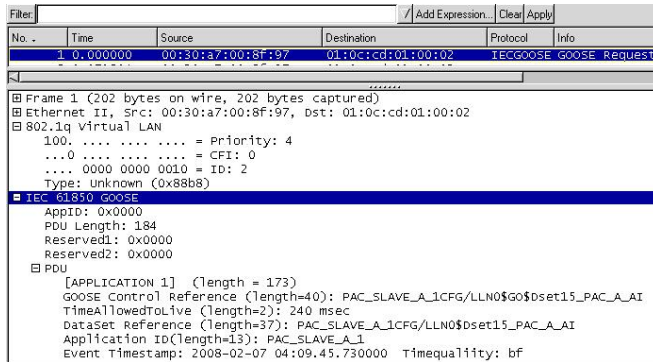 Filter: Add Expression... Clear Apply
No. . Time Source Destination Protocol Info
1 0.000000 00:30:a7:00:8f:97 01:0c:cd:01:00:02 IECGOOSE GOOSE Request
Frame 1 (202 bytes on wire, 202 bytes captured)
Ethernet II, Src: 00:30:a7:00:8f:97, Dst: 01:0c:cd:01:00:02
802.1q Virtual LAN
100. .... .... .... = Priority: 4
...0 .... .... .... = CFI: 0
.... 0000 0000 0010 = ID: 2
Type: Unknown (0x88b8)
IEC 61850 GOOSE
AppID: 0x0000
PDU Length: 184
Reserved1: 0x0000
Reserved2: 0x0000
PDU
[APPLICATION 1] (length = 173)
GOOSE Control Reference (length=40): PAC_SLAVE_A_1CFG/LLN0$GO$Dset15_PAC_A_AI
TimeAllowedToLive (length=2): 240 msec
DataSet Reference (length=37): PAC_SLAVE_A_1CFG/LLN0$Dset15_PAC_A_AI
Application ID(length=13): PAC_SLAVE_A_1
Event Timestamp: 2008-02-07 04:09.45.730000 Timequaliity: bf